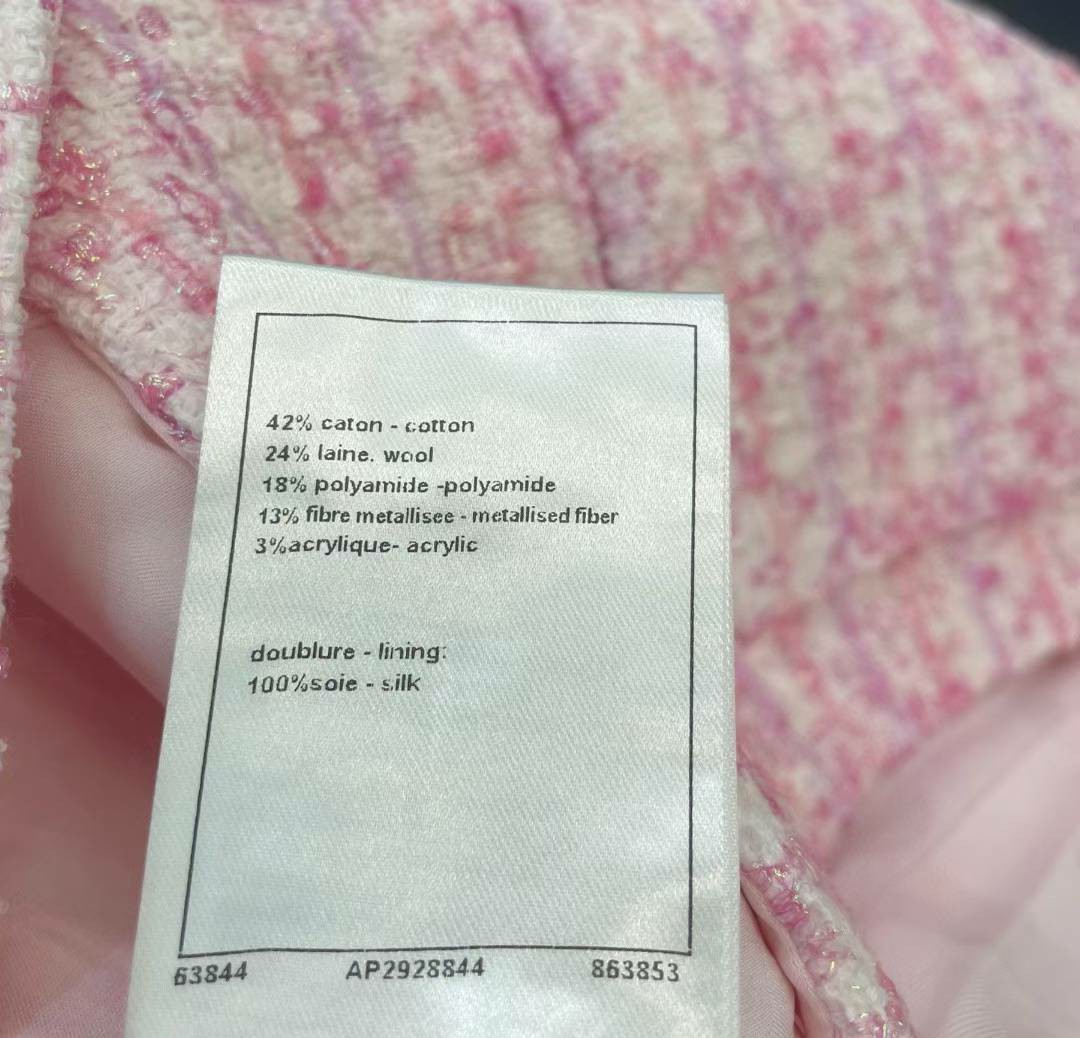 42% caton - cotton
24% laine. wool
18% polyamide -polyamide
13% fibre metallisee - metallised fiber
3%acrylique- acrylic
doublure - lining:
100%soie - silk
63844 AP2928844 863853